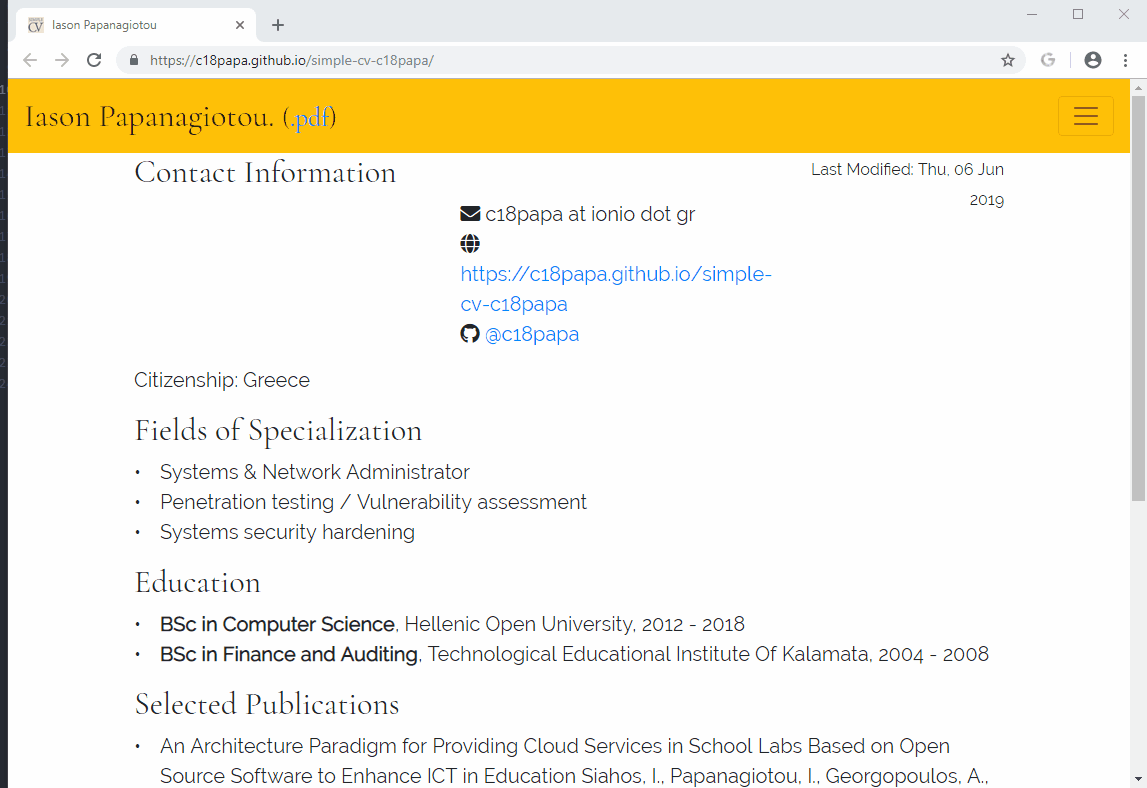 Iason Papanagiotou
https://c18papa.github.io/simple-cv-c18papa/
Iason Papanagiotou. (.pdf)
Contact Information
Last Modified: Thu, 06 Jun
2019
c18papa at ionio dot gr
https://c18papa.github.io/simple-
cv-c18papa
@c18papa
Citizenship: Greece
Fields of Specialization
• Systems & Network Administrator
• Penetration testing / Vulnerability assessment
• Systems security hardening
Education
• BSc in Computer Science, Hellenic Open University, 2012 - 2018
• BSc in Finance and Auditing, Technological Educational Institute Of Kalamata, 2004 - 2008
Selected Publications
• An Architecture Paradigm for Providing Cloud Services in School Labs Based on Open
Source Software to Enhance ICT in Education Siahos, I., Papanagiotou, I., Georgopoulos, A.,